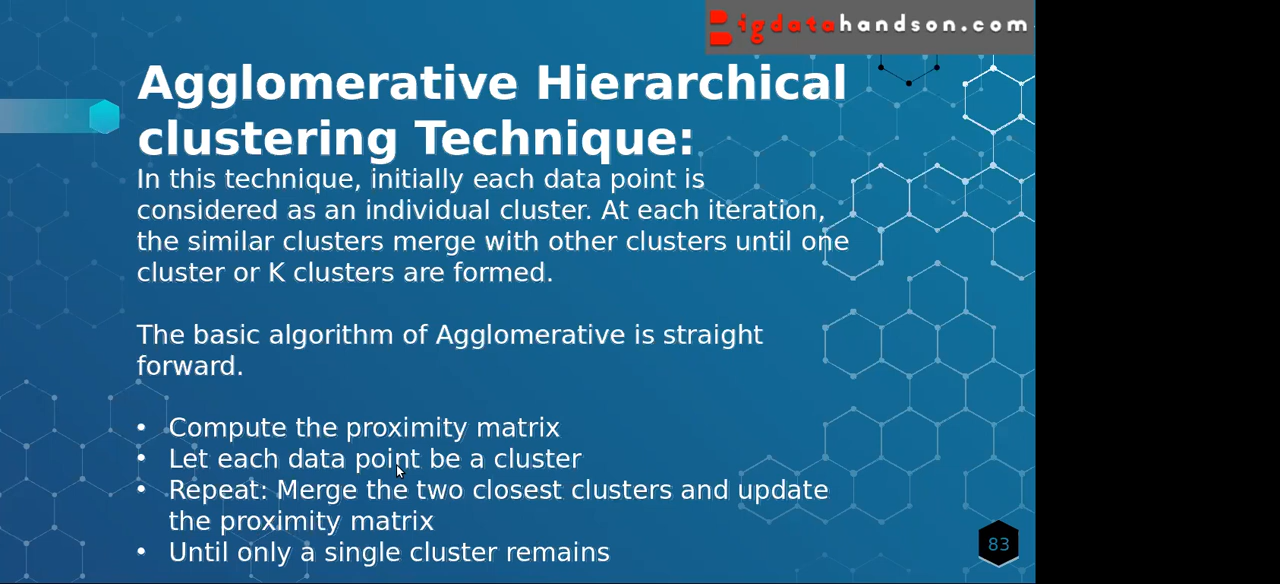 Bigdatahandson.com
Agglomerative Hierarchical
clustering Technique:
In this technique, initially each data point is
considered as an individual cluster. At each iteration,
the similar clusters merge with other clusters until one
cluster or K clusters are formed.
The basic algorithm of Agglomerative is straight
forward.
• Compute the proximity matrix
• Let each data point be a cluster
• Repeat: Merge the two closest clusters and update
the proximity matrix
• Until only a single cluster remains
83